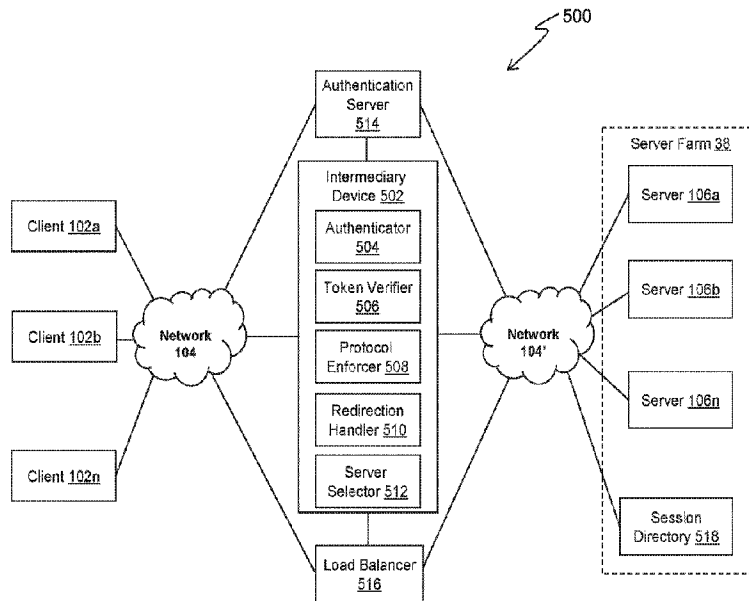 500
Authentication
Server
514
Server Farm 38
Intermediary
Device 502
Server 106a
Client 102a
Authenticator
504
Token Verifier
506
Server 106b
Client 102b
Network
104
Network
104'
Protocol
Enforcer 508
Server 106n
Redirection
Handler 510
Client 102n
Server
Selector 512
Session
Directory 518
Load Balancer
516